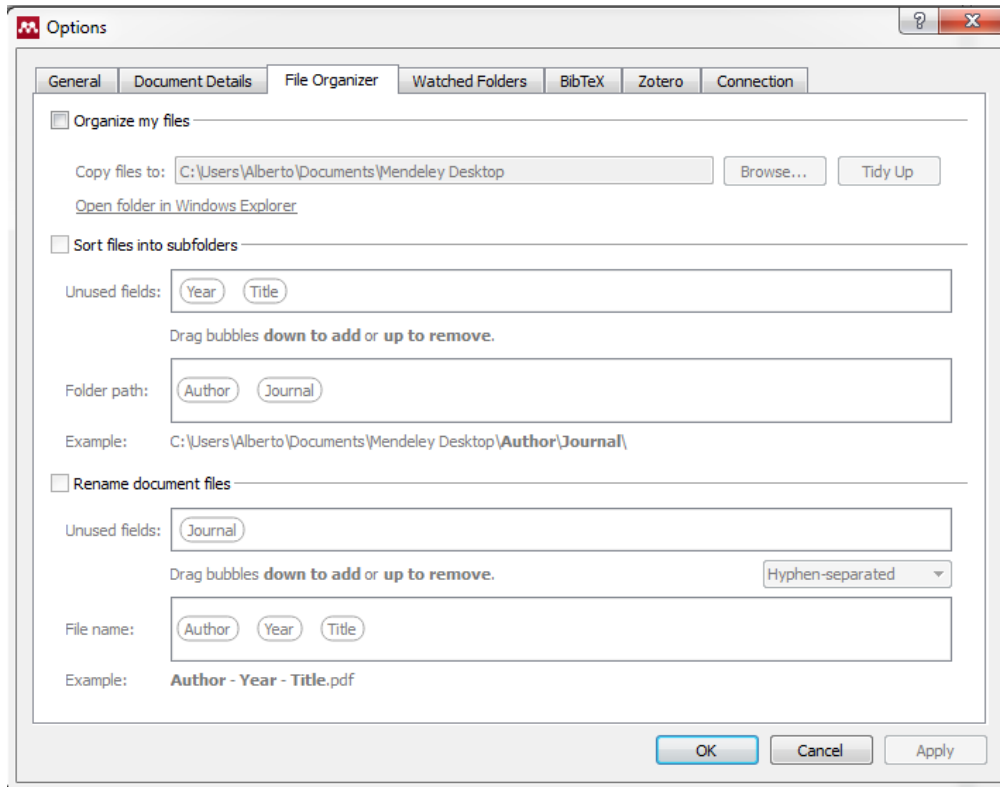 Options
General Document Details File Organizer Watched Folders BibTeX Zotero Connection
Organize my files
Copy files to: C:\Users\Alberto\Documents\Mendeley Desktop Browse... Tidy Up
Open folder in Windows Explorer
Sort files into subfolders
Unused fields: Year Title
Drag bubbles down to add or up to remove.
Folder path: Author Journal
Example: C:\Users\Alberto\Documents\Mendeley Desktop\Author\Journal\
Rename document files
Unused fields: Journal
Drag bubbles down to add or up to remove. Hyphen-separated
File name: Author Year Title
Example: Author - Year - Title.pdf
OK Cancel Apply